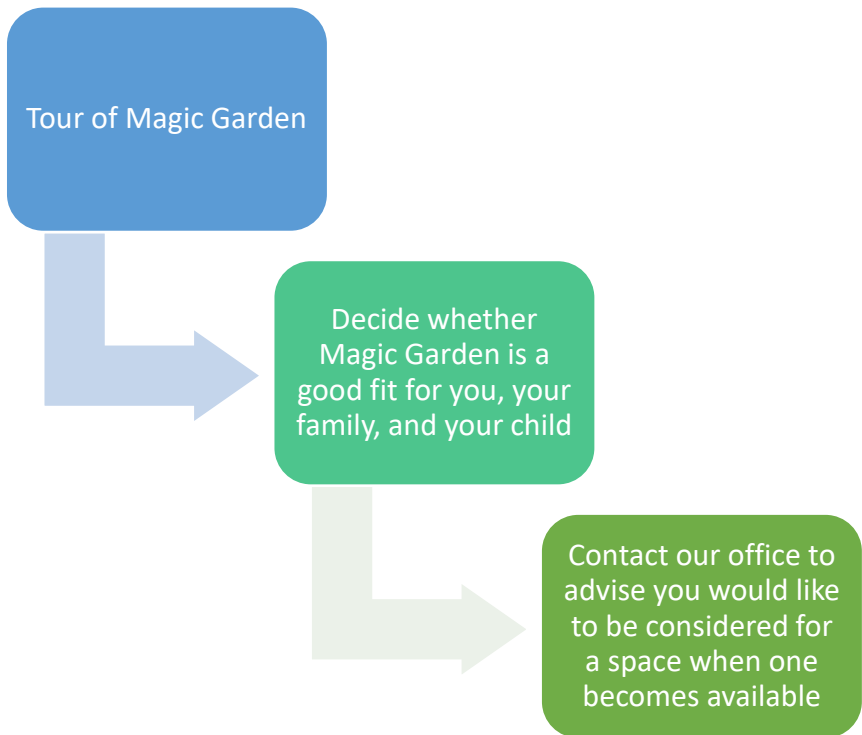 Tour of Magic Garden
Decide whether
Magic Garden is a
good fit for you, your
family, and your child
Contact our office to
advise you would like
to be considered for
a space when one
becomes available